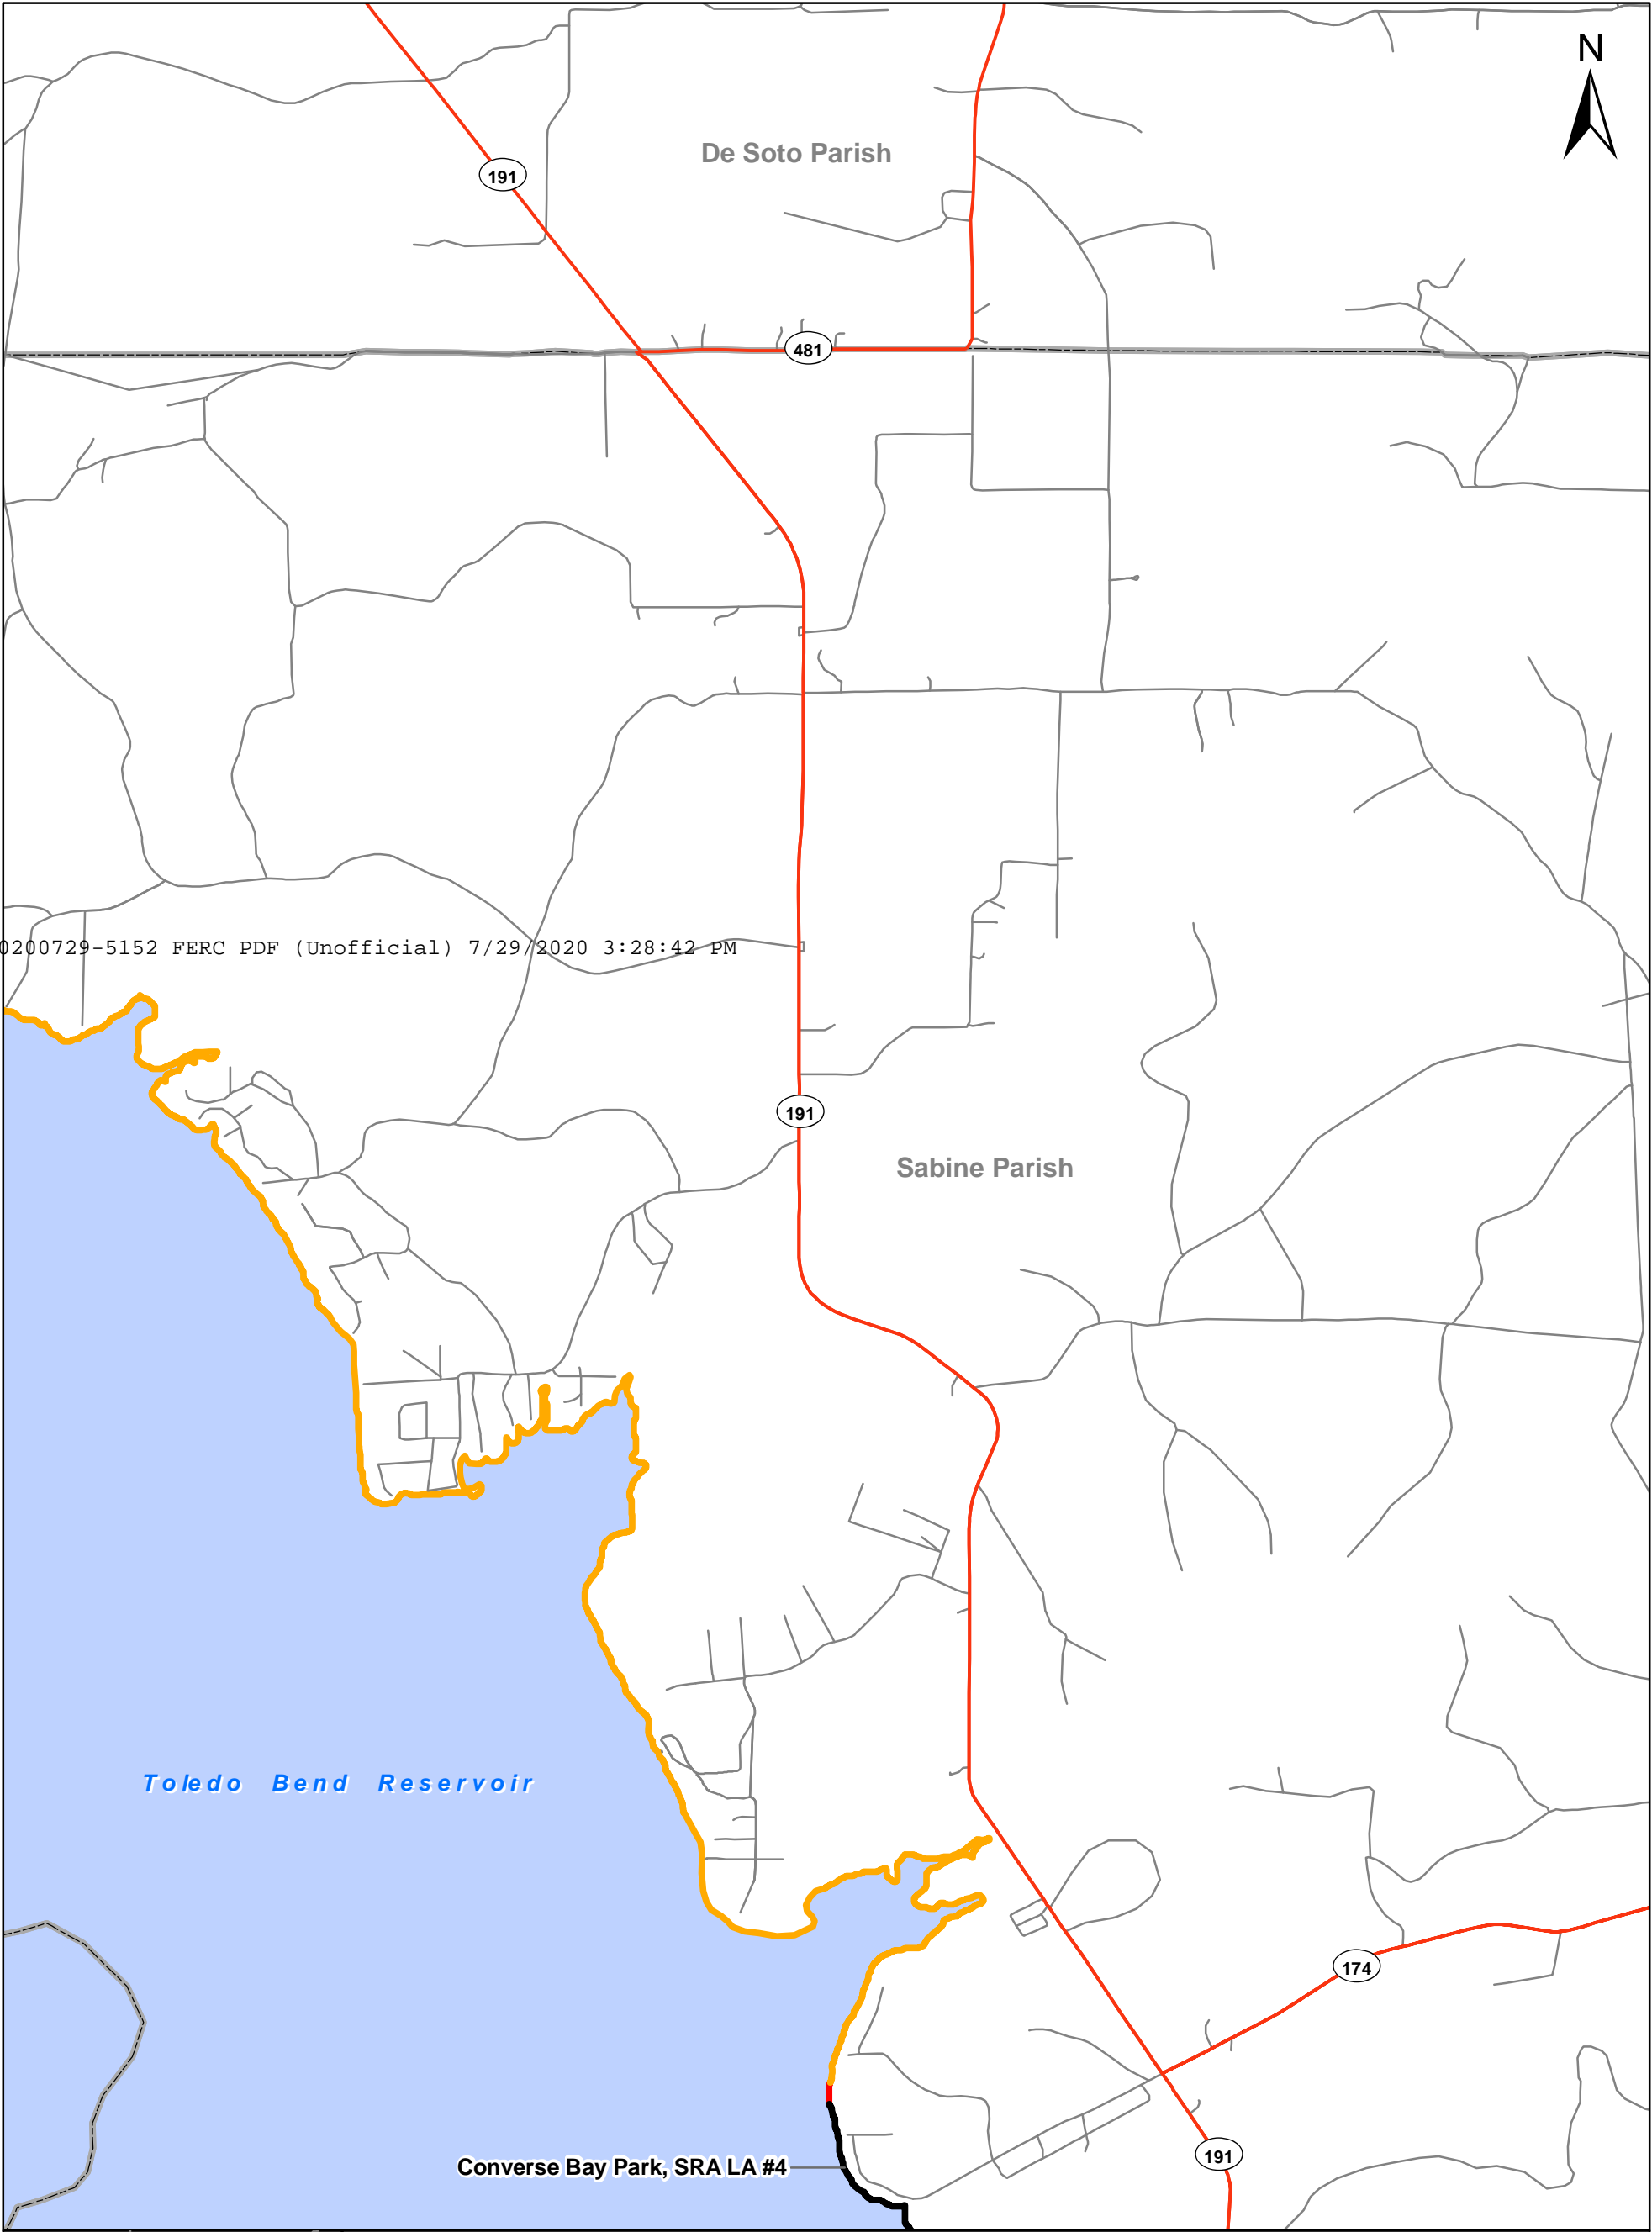 N
De Soto Parish
191
481
0200729-5152 FERC PDF (Unofficial) 7/29/2020 3:28:42 PM
191
Sabine Parish
Toledo Bend Reservoir
174
191
Converse Bay Park, SRA LA #4